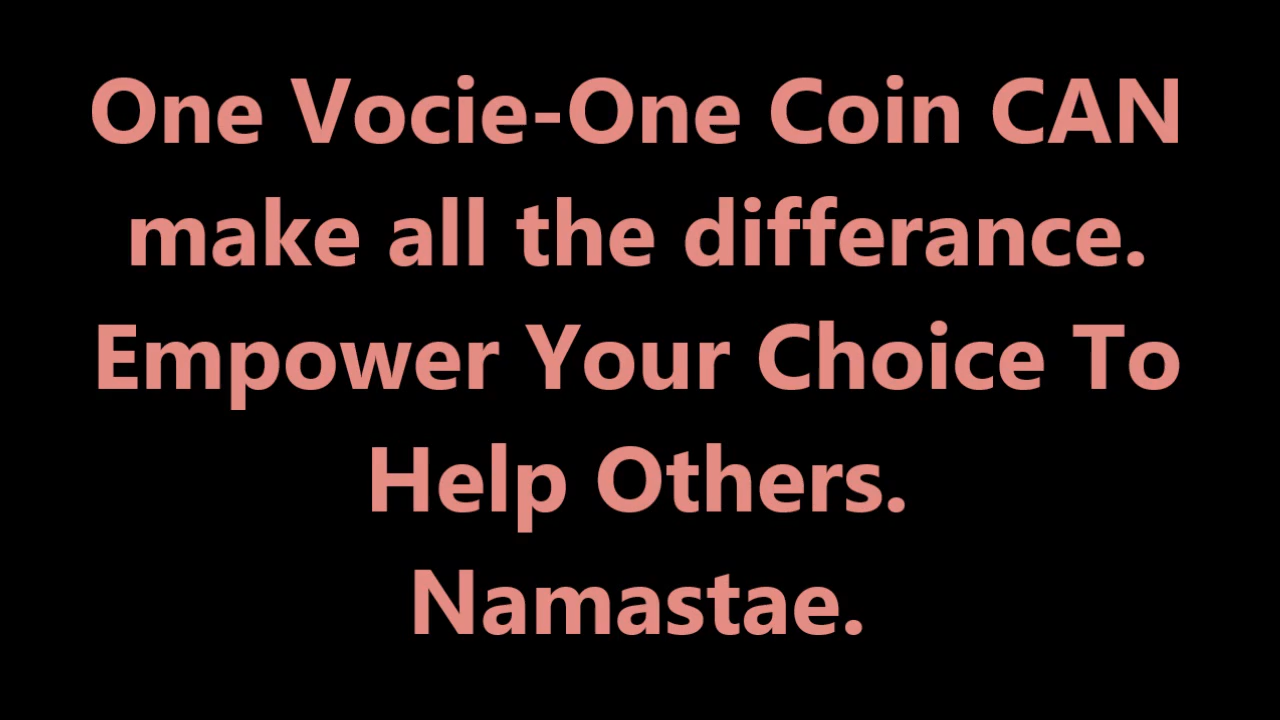 One Vocie-One Coin CAN
make all the differance.
Empower Your Choice To
Help Others.
Namastae.